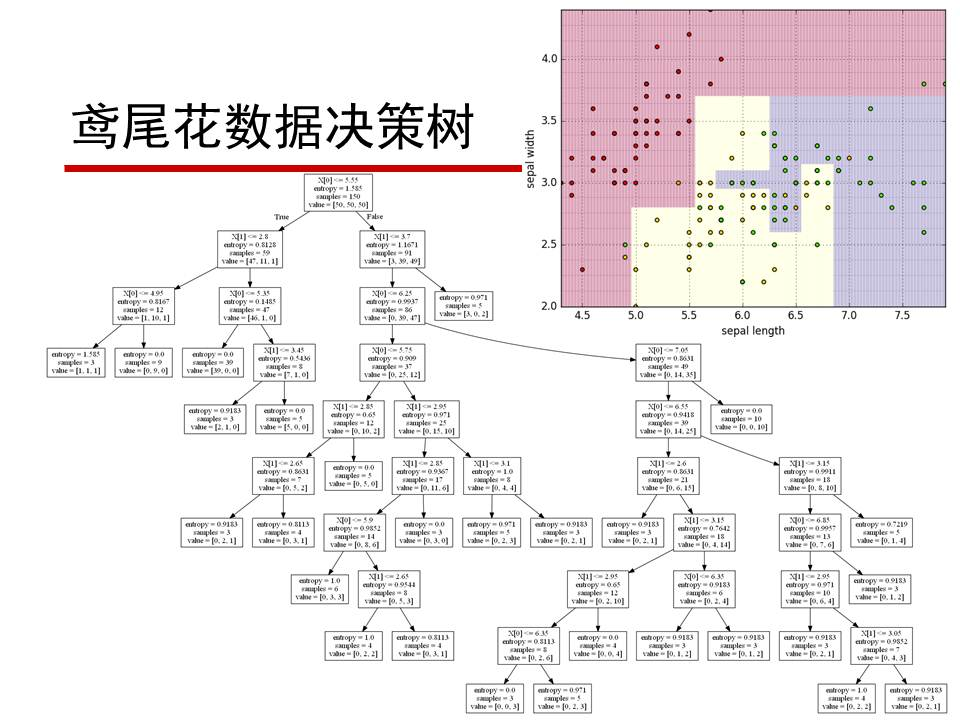 鸢尾花数据决策树
4.0
3.5
3.0
2.5
2.0
sepal width
4.5 5.0 5.5 6.0 6.5 7.0 7.5
sepal length
X[0] <= 5.55
entropy = 1.585
samples = 150
value = [50, 50, 50]
True
False
X[1] <= 2.8
entropy = 0.8128
samples = 59
value = [47, 11, 1]
X[1] <= 3.7
entropy = 1.1671
samples = 91
value = [3, 39, 49]
X[0] <= 4.95
entropy = 0.8167
samples = 12
value = [1, 10, 1]
X[0] <= 5.35
entropy = 0.1485
samples = 47
value = [46, 1, 0]
X[0] <= 6.25
entropy = 0.9937
samples = 86
value = [0, 39, 47]
entropy = 0.971
samples = 5
value = [3, 0, 2]
entropy = 1.585
samples = 3
value = [1, 1, 1]
entropy = 0.0
samples = 9
value = [0, 9, 0]
entropy = 0.0
samples = 39
value = [39, 0, 0]
X[1] <= 3.45
entropy = 0.5436
samples = 8
value = [7, 1, 0]
X[0] <= 5.75
entropy = 0.909
samples = 37
value = [0, 25, 12]
X[0] <= 7.05
entropy = 0.8631
samples = 49
value = [0, 14, 35]
entropy = 0.9183
samples = 3
value = [2, 1, 0]
entropy = 0.0
samples = 5
value = [5, 0, 0]
X[1] <= 2.85
entropy = 0.65
samples = 12
value = [0, 10, 2]
X[1] <= 2.95
entropy = 0.971
samples = 25
value = [0, 15, 10]
X[0] <= 6.55
entropy = 0.9418
samples = 39
value = [0, 14, 25]
entropy = 0.0
samples = 10
value = [0, 0, 10]
X[1] <= 2.65
entropy = 0.8631
samples = 7
value = [0, 5, 2]
entropy = 0.0
samples = 5
value = [0, 5, 0]
X[1] <= 2.85
entropy = 0.9367
samples = 17
value = [0, 11, 6]
X[1] <= 3.1
entropy = 1.0
samples = 8
value = [0, 4, 4]
X[1] <= 2.6
entropy = 0.8631
samples = 21
value = [0, 6, 15]
X[1] <= 3.15
entropy = 0.9911
samples = 18
value = [0, 8, 10]
entropy = 0.9183
samples = 3
value = [0, 2, 1]
entropy = 0.8113
samples = 4
value = [0, 3, 1]
X[0] <= 5.9
entropy = 0.9852
samples = 14
value = [0, 8, 6]
entropy = 0.0
samples = 3
value = [0, 3, 0]
entropy = 0.971
samples = 5
value = [0, 2, 3]
entropy = 0.9183
samples = 3
value = [0, 2, 1]
entropy = 0.9183
samples = 3
value = [0, 2, 1]
X[1] <= 3.15
entropy = 0.7642
samples = 18
value = [0, 4, 14]
X[0] <= 6.85
entropy = 0.9957
samples = 13
value = [0, 7, 6]
entropy = 0.7219
samples = 5
value = [0, 1, 4]
entropy = 1.0
samples = 6
value = [0, 3, 3]
X[1] <= 2.65
entropy = 0.9544
samples = 8
value = [0, 5, 3]
X[1] <= 2.95
entropy = 0.65
samples = 12
value = [0, 2, 10]
X[0] <= 6.35
entropy = 0.9183
samples = 6
value = [0, 2, 4]
X[1] <= 2.95
entropy = 0.971
samples = 10
value = [0, 6, 4]
entropy = 0.9183
samples = 3
value = [0, 1, 2]
entropy = 1.0
samples = 4
value = [0, 2, 2]
entropy = 0.8113
samples = 4
value = [0, 3, 1]
X[0] <= 6.35
entropy = 0.8113
samples = 8
value = [0, 2, 6]
entropy = 0.0
samples = 4
value = [0, 0, 4]
entropy = 0.9183
samples = 3
value = [0, 1, 2]
entropy = 0.9183
samples = 3
value = [0, 1, 2]
entropy = 0.9183
samples = 3
value = [0, 2, 1]
X[1] <= 3.05
entropy = 0.9852
samples = 7
value = [0, 4, 3]
entropy = 0.0
samples = 3
value = [0, 0, 3]
entropy = 0.971
samples = 5
value = [0, 2, 3]
entropy = 1.0
samples = 4
value = [0, 2, 2]
entropy = 0.9183
samples = 3
value = [0, 2, 1]